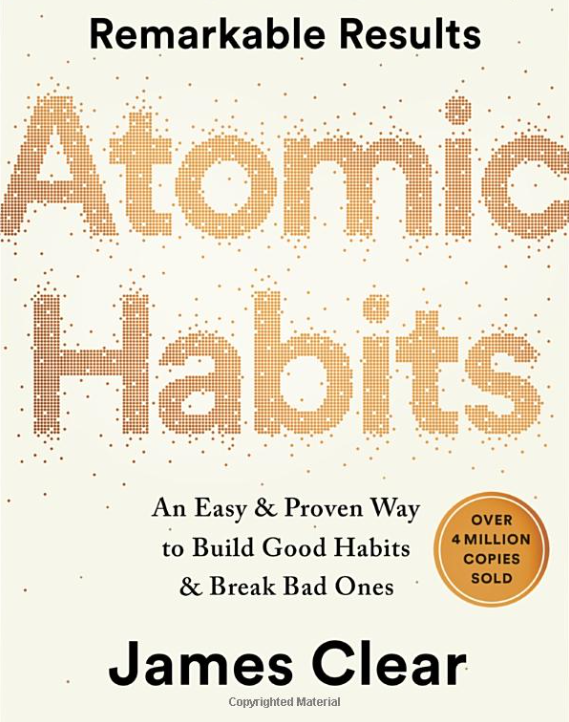 Remarkable Results
Atomic
Habits
An Easy & Proven Way
to Build Good Habits
& Break Bad Ones
OVER
4 MILLION
COPIES
SOLD
James Clear
Copyrighted Material